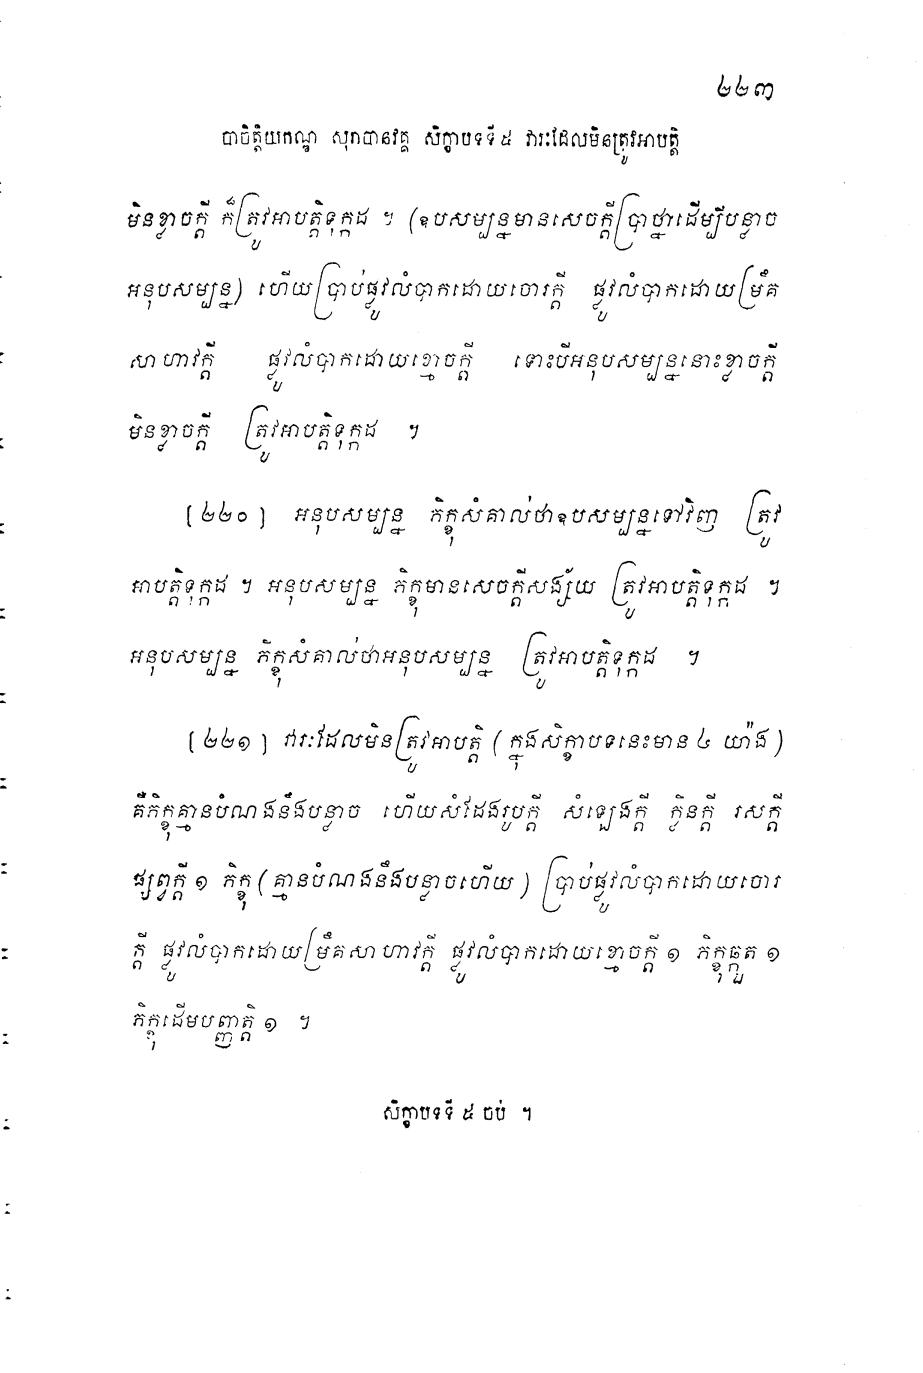 ២២៣
បាចិត្តិយកណ្ឌ សុរាបានវគ្គ សិក្ខាបទទី ៥ វារៈដែលមិនត្រូវអាបត្តិ
មិនខ្លាចក្តី ក៏ត្រូវអាបត្តិទុក្កដ ។ (ឧបសម្បន្នមានសេចក្តីប្រាថ្នាដើម្បីបន្លាច
អនុបសម្បន្ន) ហើយប្រាប់ផ្លូវលំបាកដោយចោរក្តី ផ្លូវលំបាកដោយម្រឹគ
សាហាវក្តី ផ្លូវលំបាកដោយខ្មោចក្តី ទោះបីអនុបសម្បន្ននោះខ្លាចក្តី
មិនខ្លាចក្តី ត្រូវអាបត្តិទុក្កដ ។
[២២០] អនុបសម្បន្ន ភិក្ខុសំគាល់ថាឧបសម្បន្នទៅវិញ ត្រូវ
អាបត្តិទុក្កដ ។ អនុបសម្បន្ន ភិក្ខុមានសេចក្តីសង្ស័យ ត្រូវអាបត្តិទុក្កដ ។
អនុបសម្បន្ន ភិក្ខុសំគាល់ថាអនុបសម្បន្ន ត្រូវអាបត្តិទុក្កដ ។
[២២១] វារៈដែលមិនត្រូវអាបត្តិ (ក្នុងសិក្ខាបទនេះមាន ៤ យ៉ាង)
គឺភិក្ខុគ្មានបំណងនឹងបន្លាច ហើយសំដែងរូបក្តី សំឡេងក្តី ក្លិនក្តី រសក្តី
ផ្សព្វក្តី ១ ភិក្ខុ (គ្មានបំណងនឹងបន្លាចហើយ) ប្រាប់ផ្លូវលំបាកដោយចោរ
ក្តី ផ្លូវលំបាកដោយម្រឹគសាហាវក្តី ផ្លូវលំបាកដោយខ្មោចក្តី ១ ភិក្ខុឆ្កួត ១
ភិក្ខុដើមបញ្ញត្តិ ១ ។
សិក្ខាបទទី ៥ ចប់ ។